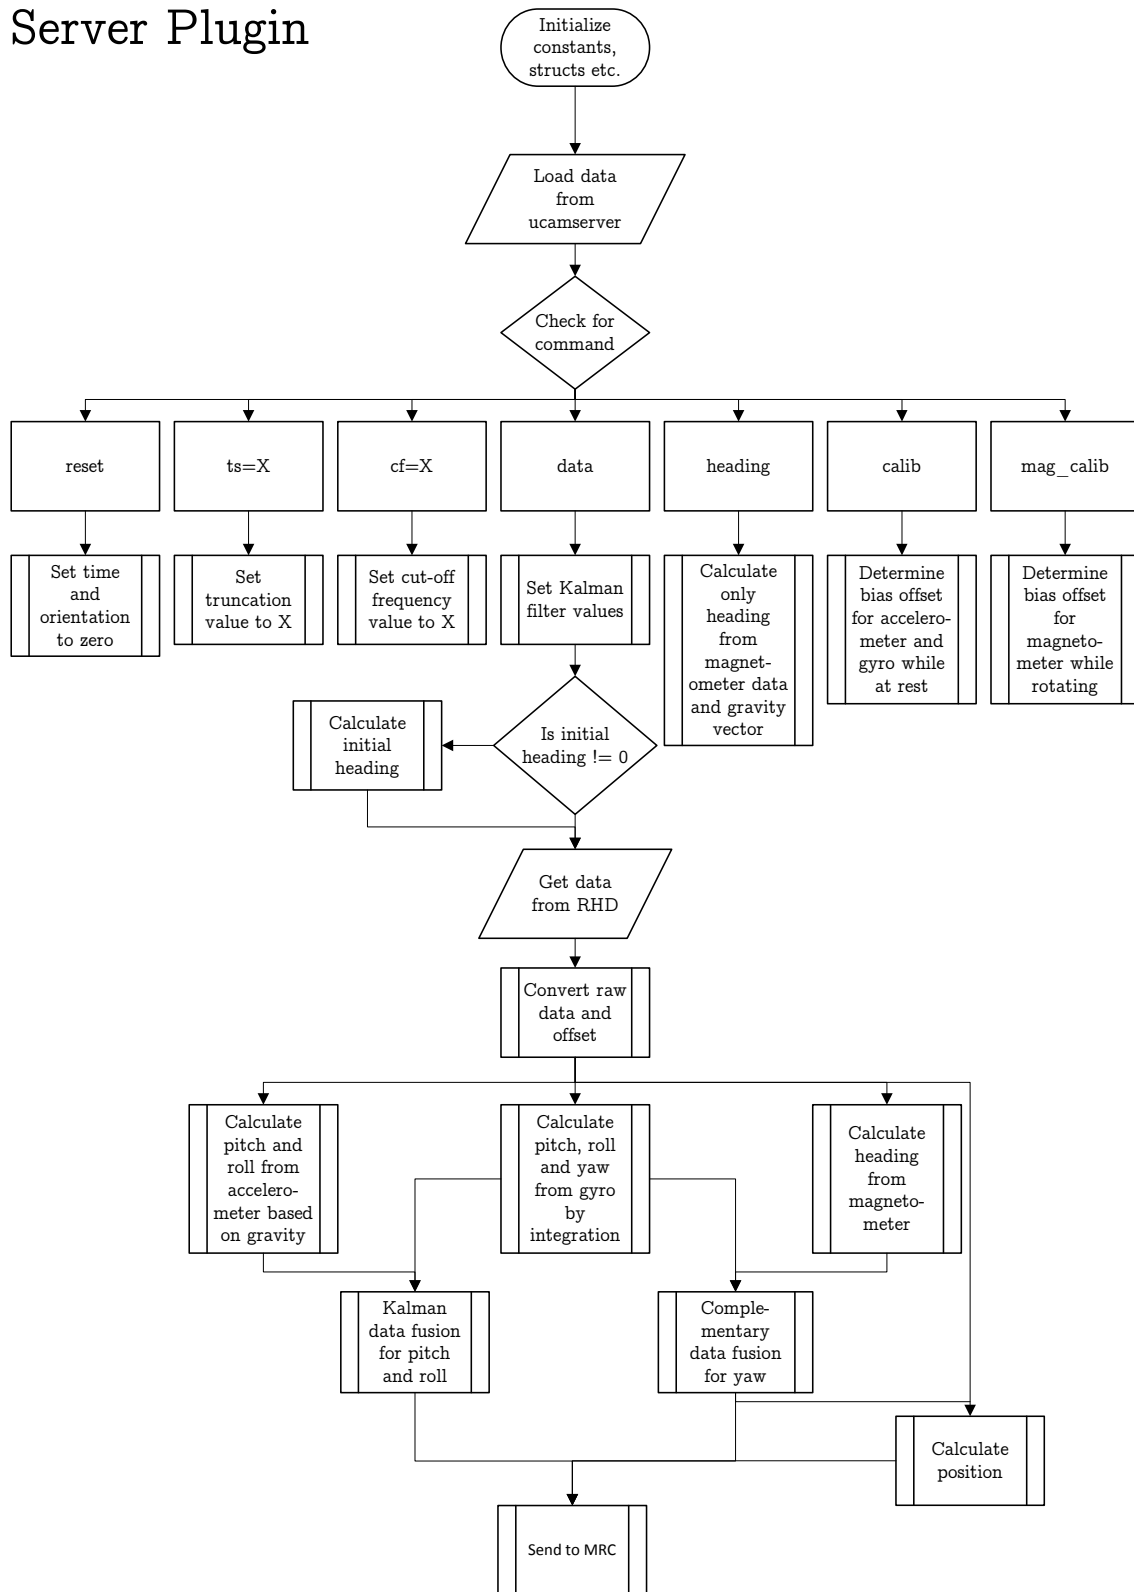 Server Plugin
Initialize
constants,
structs etc.
Load data
from
ucamserver
Check for
command
reset
ts=X
cf=X
data
heading
calib
mag_calib
Set time
and
orientation
to zero
Set
truncation
value to X
Set cut-off
frequency
value to X
Set Kalman
filter values
Calculate
only
heading
from
magnet-
ometer data
and gravity
vector
Determine
bias offset
for accelero-
meter and
gyro while
at rest
Determine
bias offset
for
magneto-
meter while
rotating
Calculate
initial
heading
Is initial
heading != 0
Get data
from RHD
Convert raw
data and
offset
Calculate
pitch and
roll from
accelero-
meter based
on gravity
Calculate
pitch, roll
and yaw
from gyro
by
integration
Calculate
heading
from
magneto-
meter
Kalman
data fusion
for pitch
and roll
Comple-
mentary
data fusion
for yaw
Calculate
position
Send to MRC